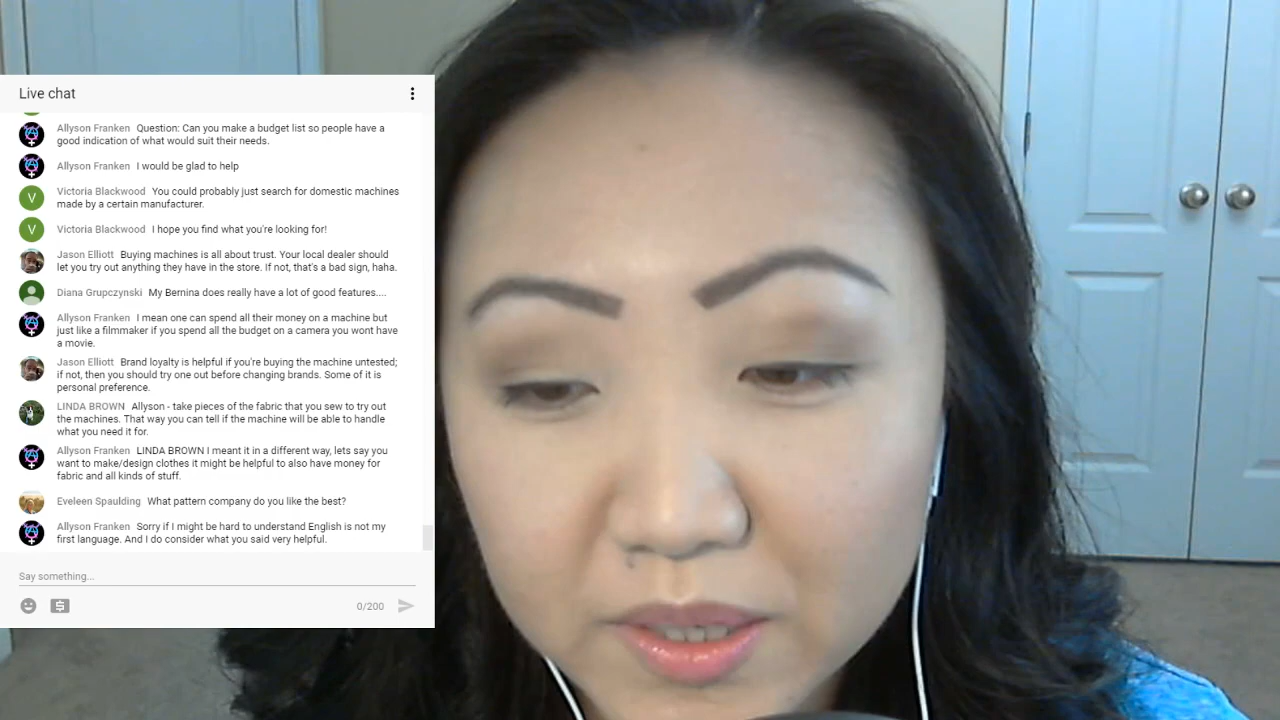 Live chat
Allyson Franken Question: Can you make a budget list so people have a
good indication of what would suit their needs.
Allyson Franken I would be glad to help
V
Victoria Blackwood You could probably just search for domestic machines
made by a certain manufacturer.
V
Victoria Blackwood I hope you find what you're looking for!
Jason Elliott Buying machines is all about trust. Your local dealer should
let you try out anything they have in the store. If not, that's a bad sign, haha.
Diana Grupczynski My Bernina does really have a lot of good features....
Allyson Franken I mean one can spend all their money on a machine but
just like a filmmaker if you spend all the budget on a camera you wont have
a movie.
Jason Elliott Brand loyalty is helpful if you're buying the machine untested;
if not, then you should try one out before changing brands. Some of it is
personal preference.
LINDA BROWN Allyson - take pieces of the fabric that you sew to try out
the machines. That way you can tell if the machine will be able to handle
what you need it for.
Allyson Franken LINDA BROWN I meant it in a different way, lets say you
want to make/design clothes it might be helpful to also have money for
fabric and all kinds of stuff.
Eveleen Spaulding What pattern company do you like the best?
Allyson Franken Sorry if I might be hard to understand English is not my
first language. And I do consider what you said very helpful.
Say something...
$ 0/200